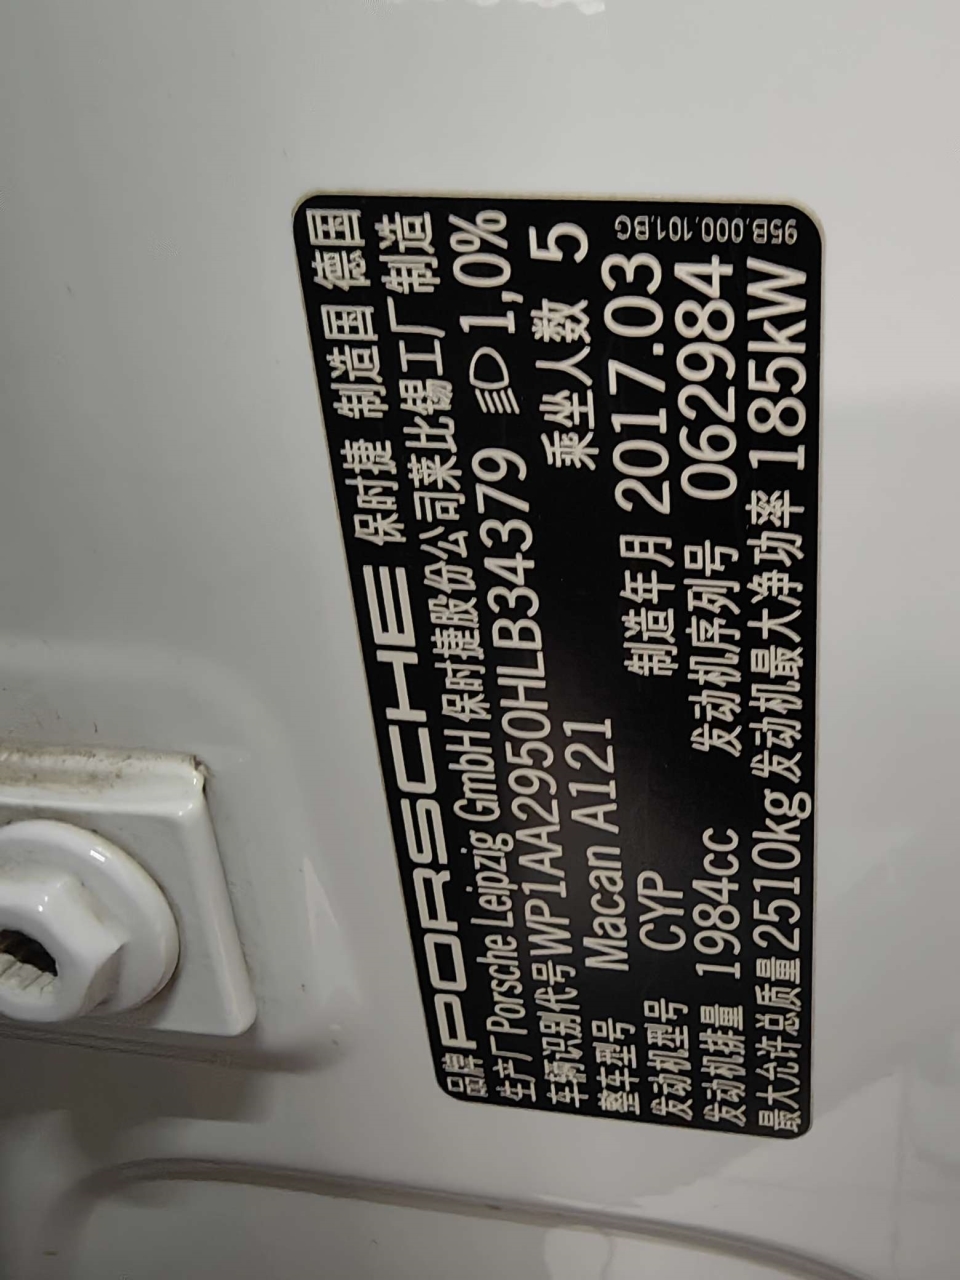 品牌 PORSCHE 保时捷 制造国 德国
生产厂 Porsche Leipzig GmbH 保时捷股份公司莱比锡工厂 制造
车辆识别代号 WP1AA2950HLB34379 1,0%
整车型号 Macan A121 乘坐人数 5
发动机型号 CYP 制造年月 2017.03
发动机排量 1984cc 发动机序列号 062984
最大允许总质量 2510kg 发动机最大净功率 185kW
95B.000.101.BG